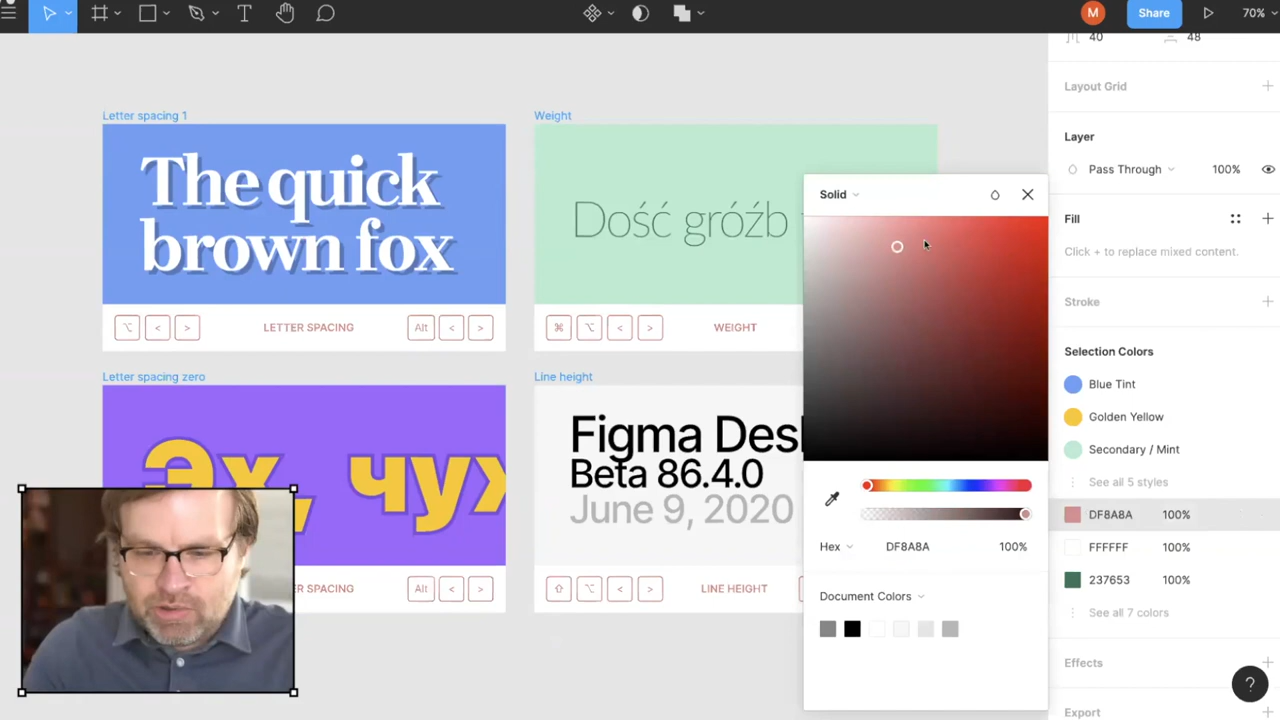 M
Share
70%
40
48
Letter spacing 1
Weight
Layout Grid
The quick
brown fox
Dość gróźb
Layer
Pass Through
100%
Solid
Fill
Click + to replace mixed content.
Stroke
⌥ < >
LETTER SPACING
Alt < >
⌘ ⌥ < >
WEIGHT
Selection Colors
Blue Tint
Golden Yellow
Secondary / Mint
See all 5 styles
DF8A8A 100%
FFFFFF 100%
237653 100%
See all 7 colors
Letter spacing zero
Line height
Эх, чуж
Figma Desk
Beta 86.4.0
June 9, 2020
R SPACING
Alt < >
⇧ ⌥ < >
LINE HEIGHT
Hex
DF8A8A
100%
Document Colors
Effects
Export
?